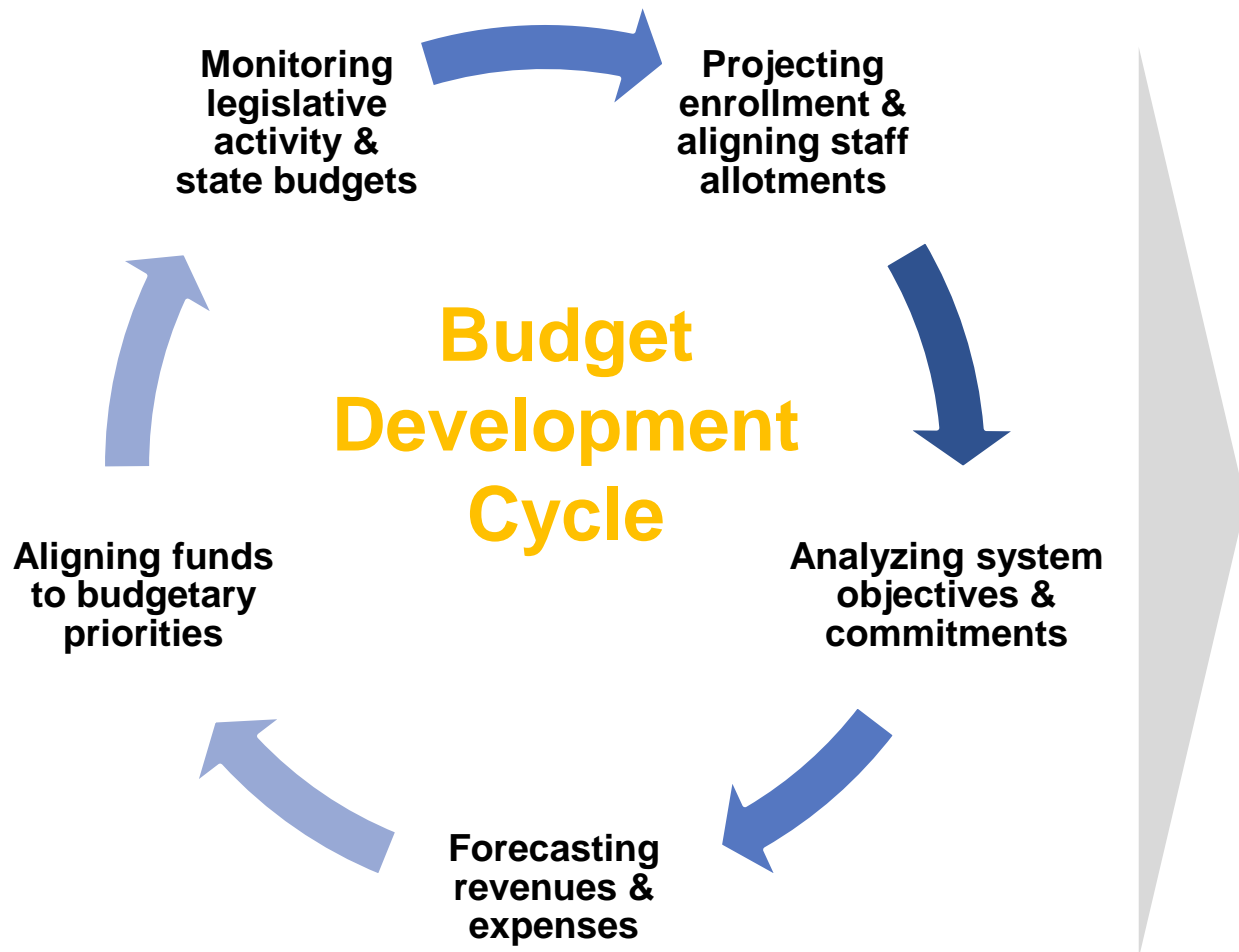 Monitoring
legislative
activity &
state budgets
Projecting
enrollment &
aligning staff
allotments
Budget
Development
Cycle
Analyzing system
objectives &
commitments
Forecasting
revenues &
expenses
Aligning funds
to budgetary
priorities